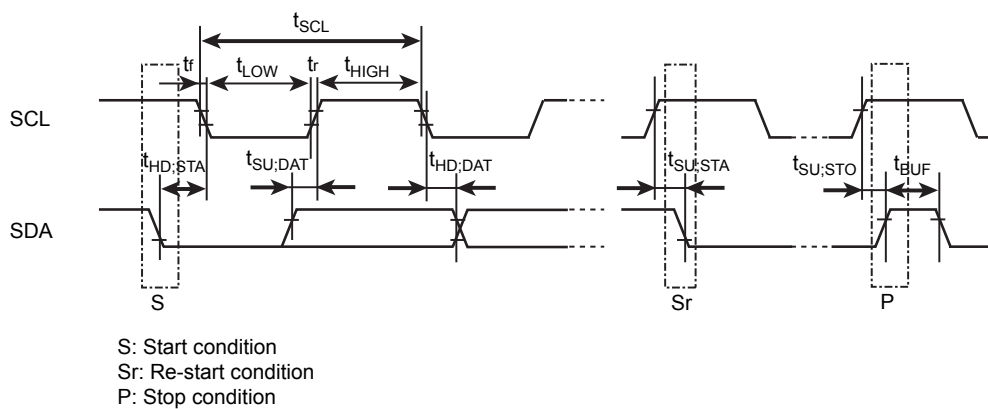 tSCL
tf tLOW tr tHIGH
SCL
tHD;STA tSU;DAT tHD;DAT tSU;STA tSU;STO tBUF
SDA
S Sr P
S: Start condition
Sr: Re-start condition
P: Stop condition